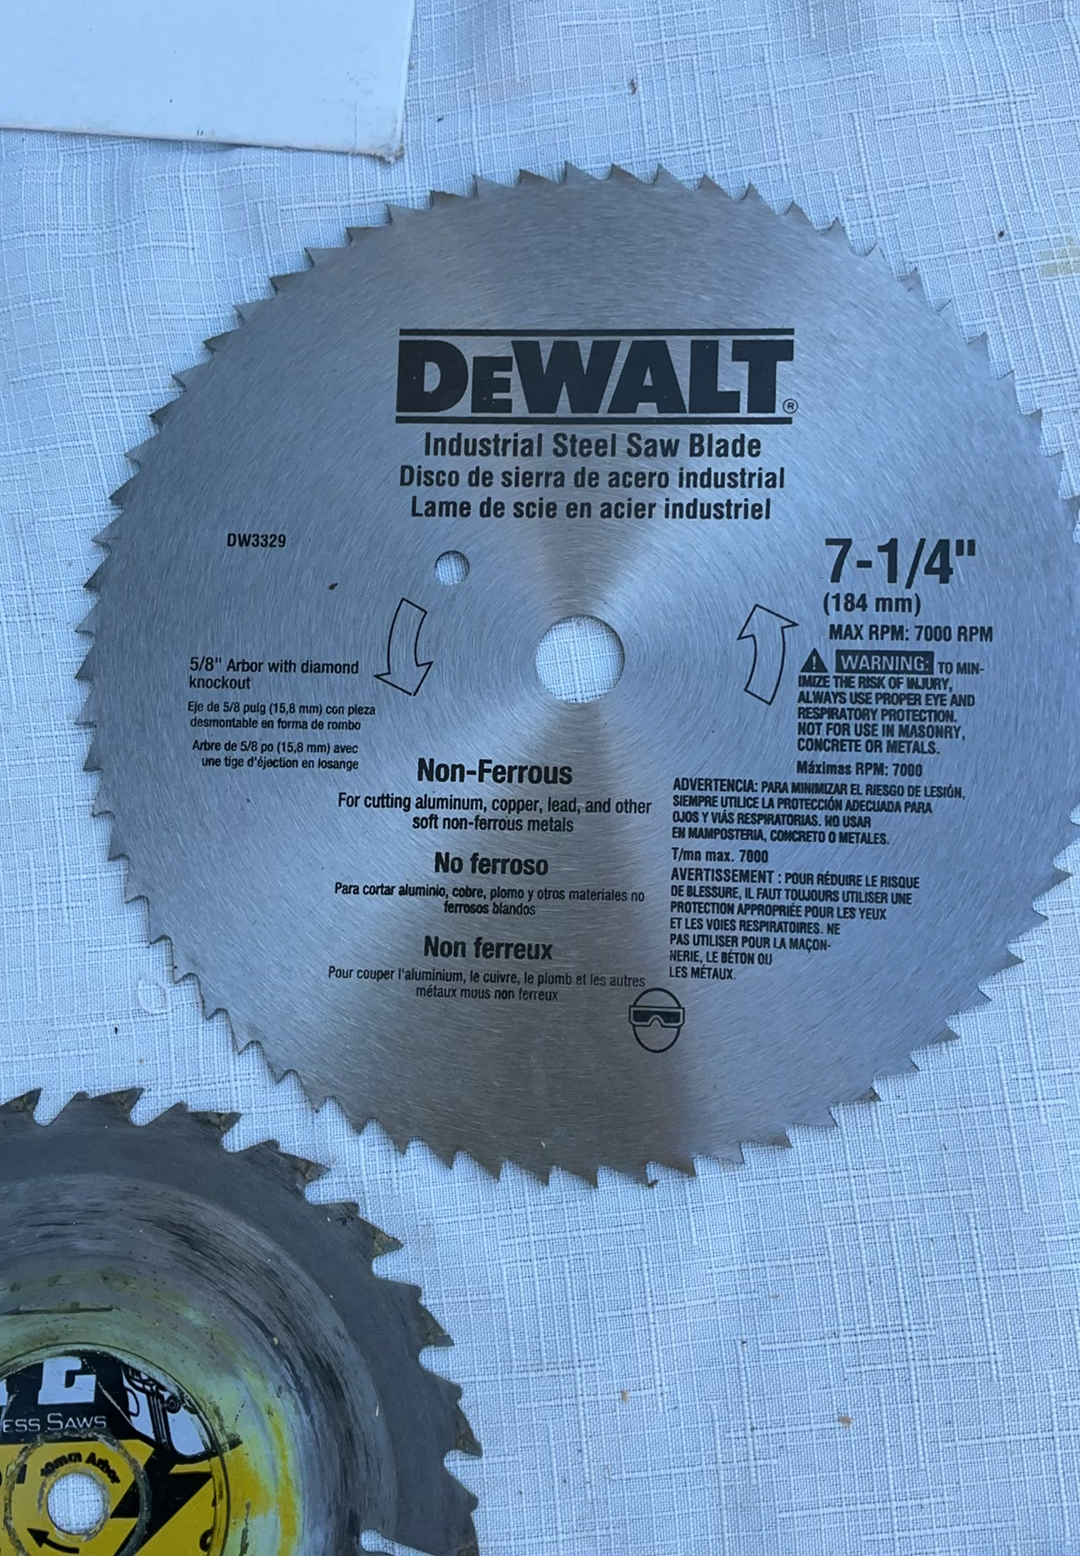 DEWALT®
Industrial Steel Saw Blade
Disco de sierra de acero industrial
Lame de scie en acier industriel
DW3329
7-1/4"
(184 mm)
MAX RPM: 7000 RPM
WARNING: TO MIN-
IMIZE THE RISK OF INJURY,
ALWAYS USE PROPER EYE AND
RESPIRATORY PROTECTION.
NOT FOR USE IN MASONRY,
CONCRETE OR METALS.
Máximas RPM: 7000
ADVERTENCIA: PARA MINIMIZAR EL RIESGO DE LESIÓN,
SIEMPRE UTILICE LA PROTECCIÓN ADECUADA PARA
OJOS Y VIÁS RESPIRATORIAS. NO USAR
EN MAMPOSTERIA, CONCRETO O METALES.
T/mn max. 7000
AVERTISSEMENT : POUR RÉDUIRE LE RISQUE
DE BLESSURE, IL FAUT TOUJOURS UTILISER UNE
PROTECTION APPROPRIÉE POUR LES YEUX
ET LES VOIES RESPIRATOIRES. NE
PAS UTILISER POUR LA MAÇON-
NERIE, LE BÉTON OU
LES MÉTAUX.
5/8" Arbor with diamond
knockout
Eje de 5/8 pulg (15,8 mm) con pieza
desmontable en forma de rombo
Arbre de 5/8 po (15,8 mm) avec
une tige d'éjection en losange
Non-Ferrous
For cutting aluminum, copper, lead, and other
soft non-ferrous metals
No ferroso
Para cortar aluminio, cobre, plomo y otros materiales no
ferrosos blandos
Non ferreux
Pour couper l'aluminium, le cuivre, le plomb et les autres
métaux mous non ferreux
ESS SAWS
10mm Arbor